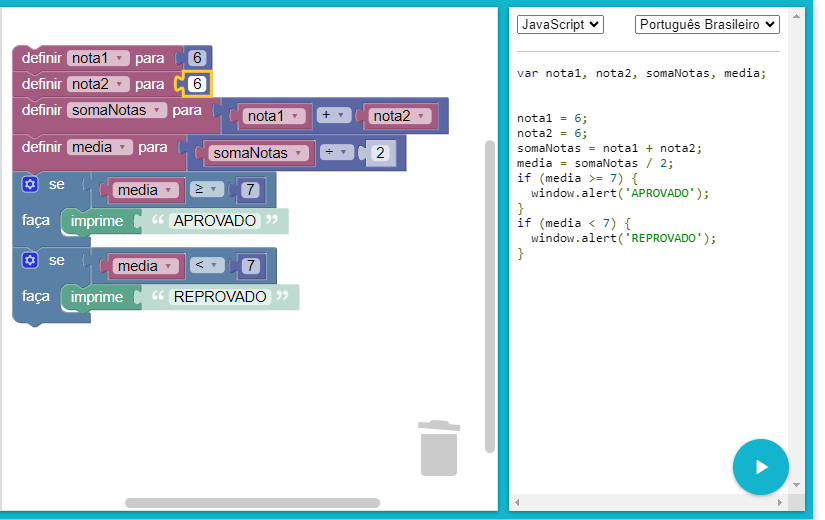 definir nota1 para 6
definir nota2 para 6
definir somaNotas para nota1 + nota2
definir media para somaNotas ÷ 2
se media ≥ 7
faça imprime “ APROVADO ”
se media < 7
faça imprime “ REPROVADO ”
JavaScript Português Brasileiro
var nota1, nota2, somaNotas, media;
nota1 = 6;
nota2 = 6;
somaNotas = nota1 + nota2;
media = somaNotas / 2;
if (media >= 7) {
  window.alert('APROVADO');
}
if (media < 7) {
  window.alert('REPROVADO');
}